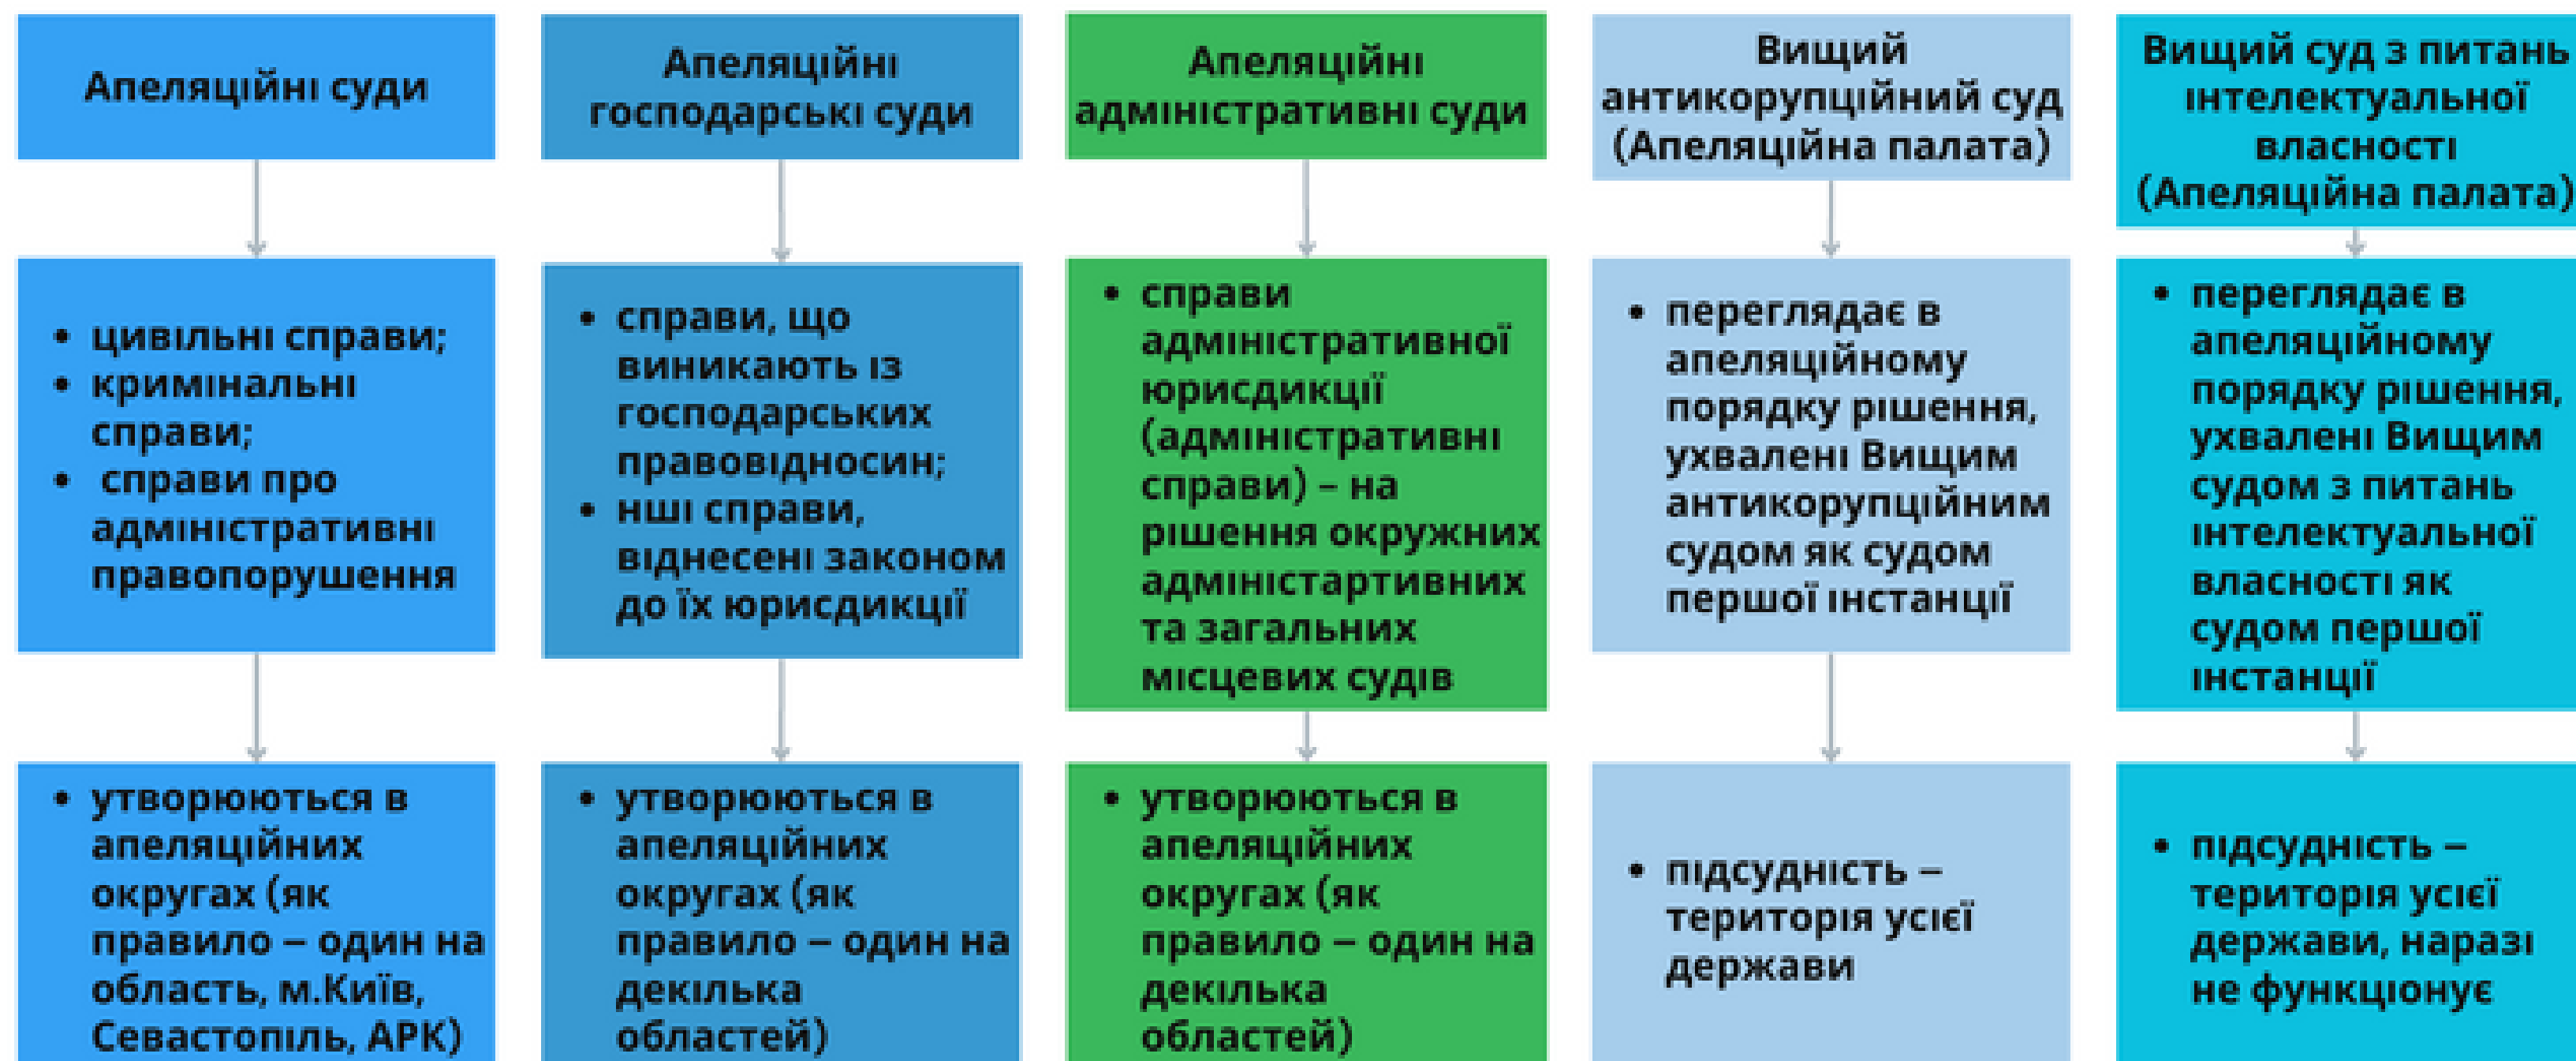 Апеляційні суди
цивільні справи;
кримінальні
справи;
справи про
адміністративні
правопорушення
утворюються в
апеляційних
округах (як
правило – один на
область, м.Київ,
Севастопіль, АРК)
Апеляційні
господарські суди
справи, що
виникають із
господарських
правовідносин;
нші справи,
віднесені законом
до їх юрисдикції
утворюються в
апеляційних
округах (як
правило – один на
декілька
областей)
Апеляційні
адміністративні суди
справи
адміністративної
юрисдикції
(адміністративні
справи) – на
рішення окружних
адміністартивних
та загальних
місцевих судів
утворюються в
апеляційних
округах (як
правило – один на
декілька
областей)
Вищий
антикорупційний суд
(Апеляційна палата)
переглядає в
апеляційному
порядку рішення,
ухвалені Вищим
антикорупційним
судом як судом
першої інстанції
підсудність –
територія усієї
держави
Вищий суд з питань
інтелектуальної
власності
(Апеляційна палата)
переглядає в
апеляційному
порядку рішення,
ухвалені Вищим
судом з питань
інтелектуальної
власності як
судом першої
інстанції
підсудність –
територія усієї
держави, наразі
не функціонує